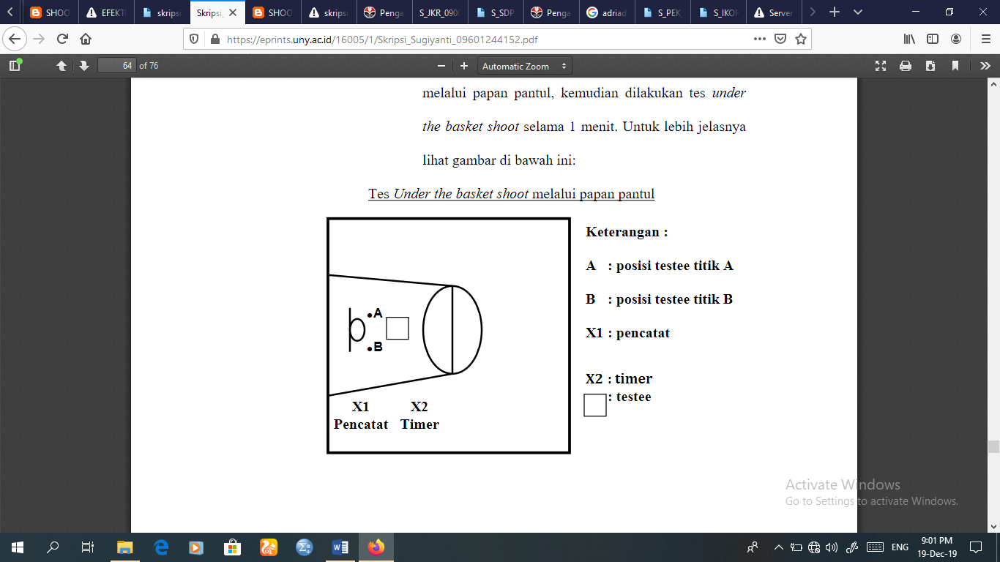 SHOO
EFEKTI
skripsi
Skripsi_
SHOO
skripsi
Penga
S_JKR_090
S_SDP_
Penga
adriad
S_PEK_
S_IKOR
Server
https://eprints.uny.ac.id/16005/1/Skripsi_Sugiyanti_09601244152.pdf
64 of 76
Automatic Zoom
melalui papan pantul, kemudian dilakukan tes under
the basket shoot selama 1 menit. Untuk lebih jelasnya
lihat gambar di bawah ini:
Tes Under the basket shoot melalui papan pantul
A
B
X1 X2
Pencatat Timer
Keterangan :
A : posisi testee titik A
B : posisi testee titik B
X1 : pencatat
X2 : timer
: testee
Activate Windows
Go to Settings to activate Windows.
ENG
9:01 PM
19-Dec-19